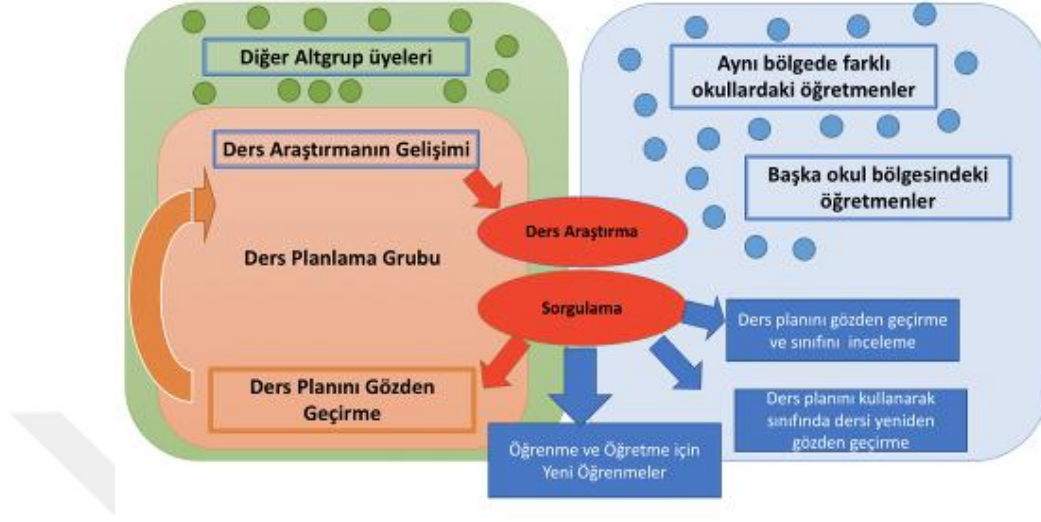 Diğer Altgrup üyeleri
Aynı bölgede farklı
okullardaki öğretmenler
Ders Araştırmanın Gelişimi
Başka okul bölgesindeki
öğretmenler
Ders Araştırma
Ders Planlama Grubu
Sorgulama
Ders planını gözden geçirme
ve sınıfını inceleme
Ders Planını Gözden
Geçirme
Ders planını kullanarak
sınıfında dersi yeniden
gözden geçirme
Öğrenme ve Öğretme için
Yeni Öğrenmeler